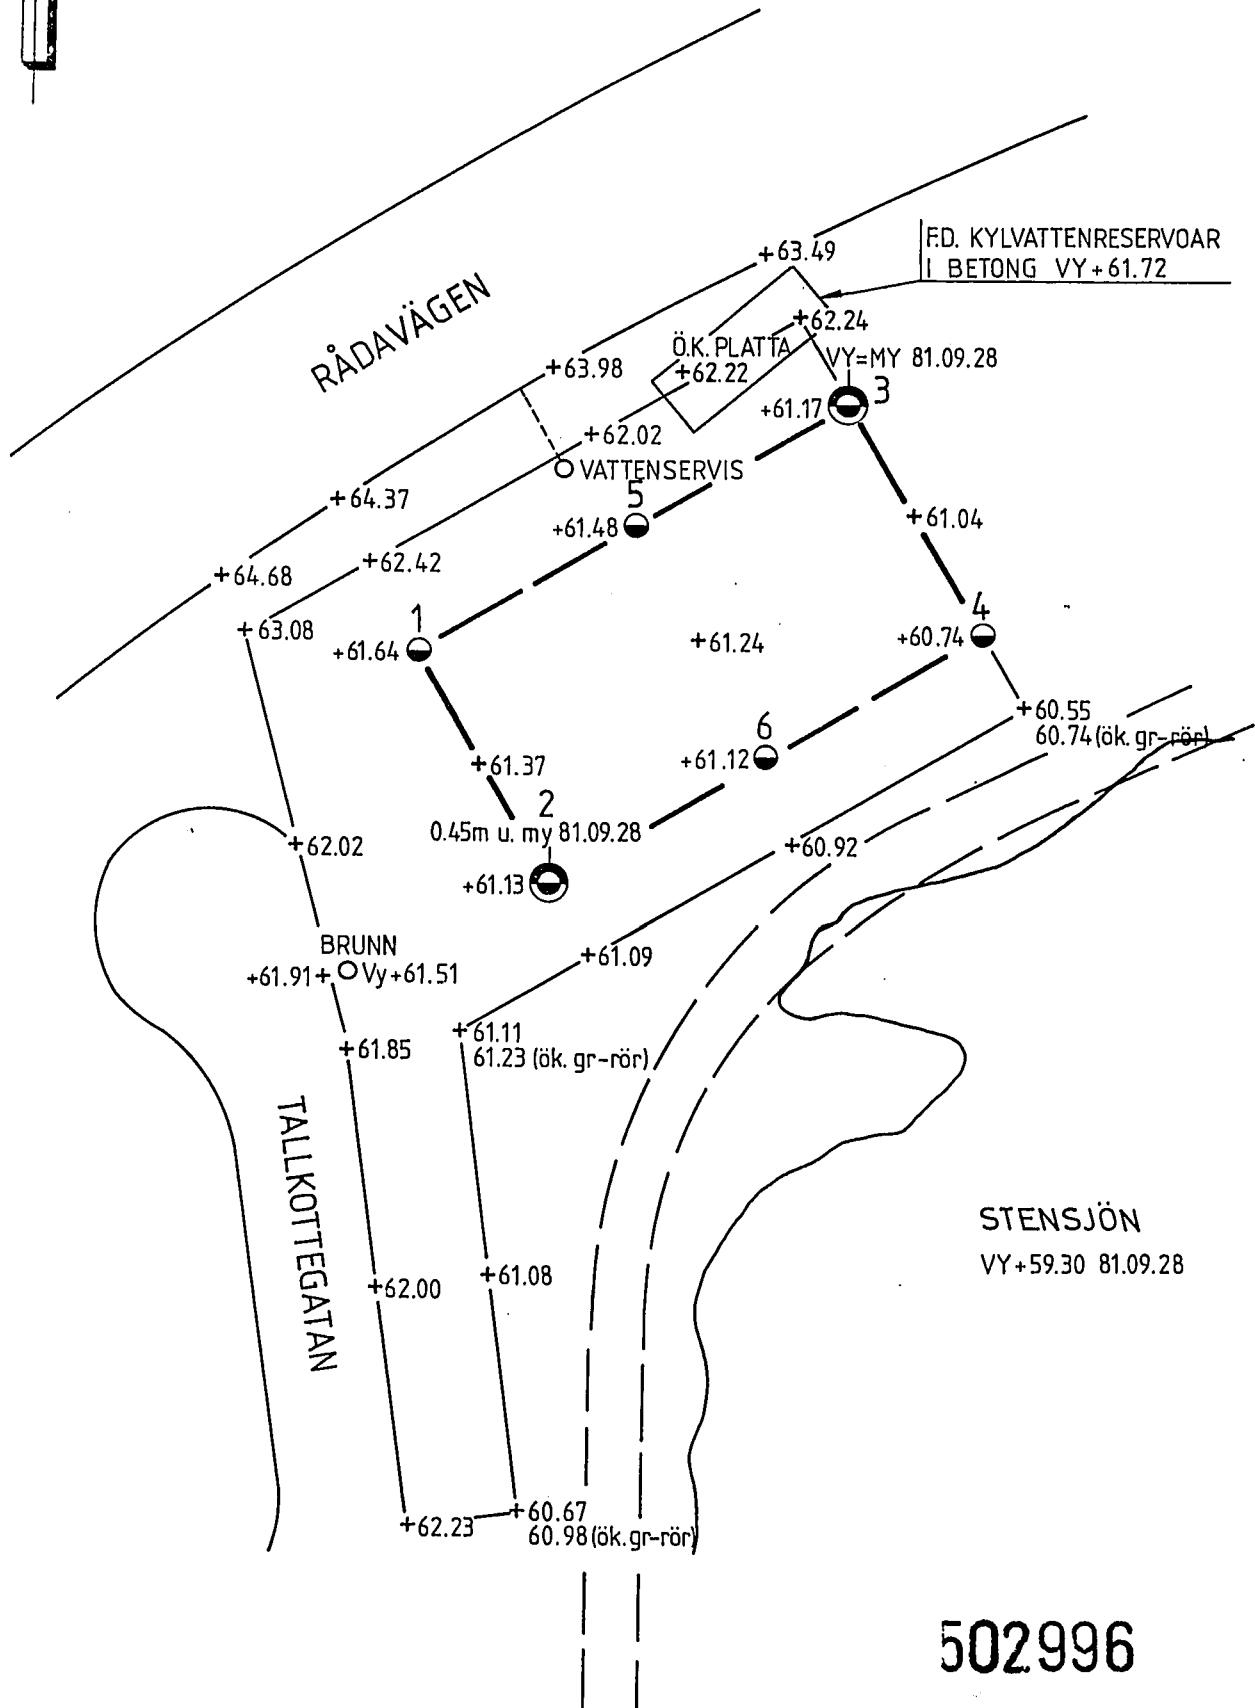 F.D. KYLVATTENRESERVOAR
I BETONG VY+61.72
+63.49
RÅDAVÄGEN
+62.24
Ö.K. PLATTA
+62.22
VY=MY 81.09.28
+63.98
3
+61.17
+62.02
VATTENSERVIS
+64.37
5
+61.48
+61.04
+62.42
+64.68
1
+63.08
+61.64
4
+60.74
+61.24
+60.55
60.74 (ök. gr-rör)
6
+61.12
+61.37
2
0.45m u. my 81.09.28
+62.02
+60.92
+61.13
BRUNN
+61.91+
Vy+61.51
+61.09
+61.11
61.23 (ök. gr-rör)
+61.85
TALLKOTTEGATAN
STENSJÖN
VY+59.30 81.09.28
+62.00
+61.08
+62.23
+60.67
60.98 (ök. gr-rör)
502996